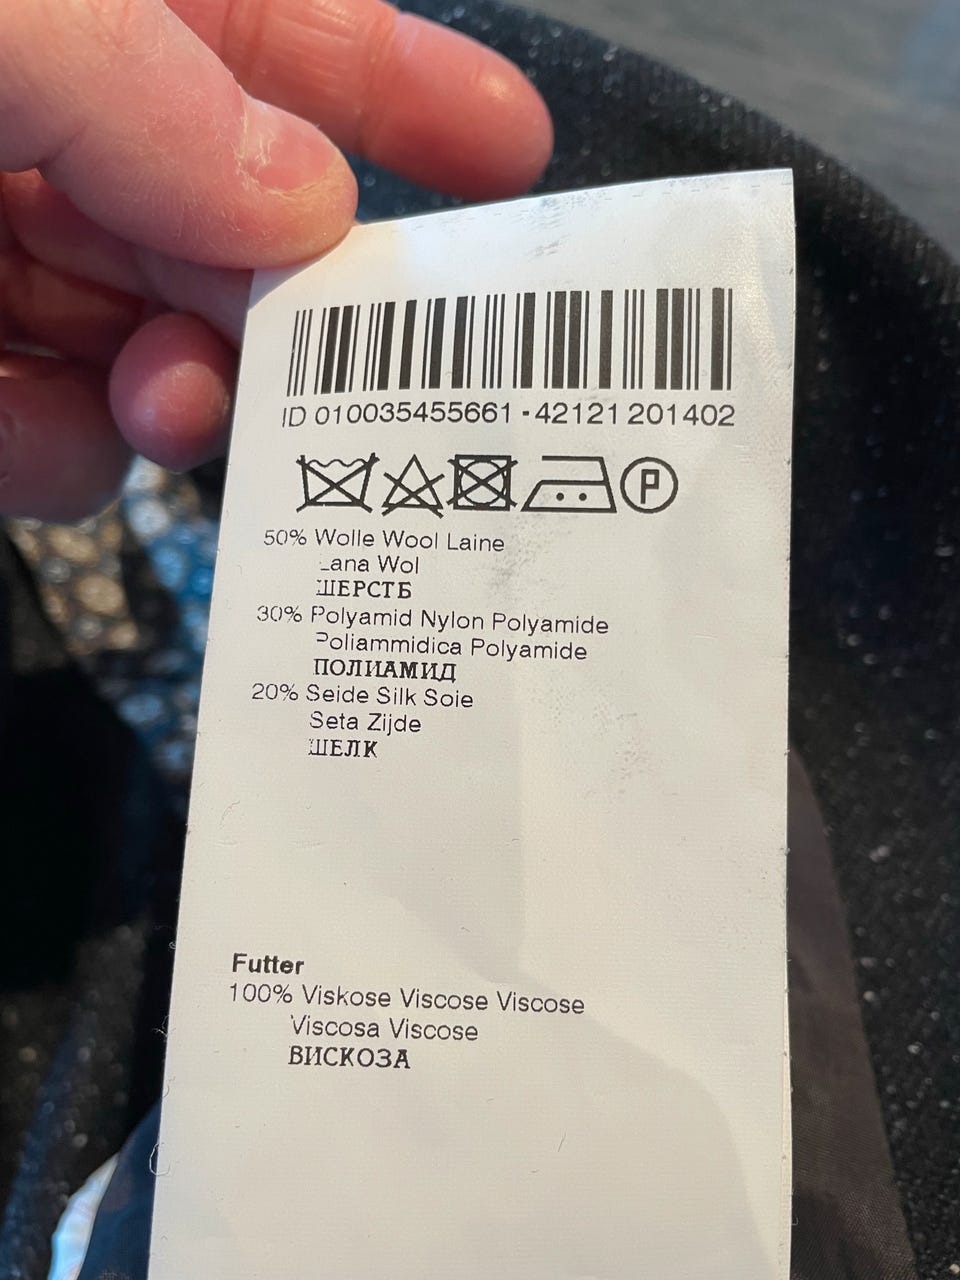 ID 010035455661 - 42121 201402
P
50% Wolle Wool Laine
Lana Wol
ШЕРСТБ
30% Polyamid Nylon Polyamide
Poliammidica Polyamide
ПОЛИАМИД
20% Seide Silk Soie
Seta Zijde
ШЕЛК
Futter
100% Viskose Viscose Viscose
Viscosa Viscose
ВИСКОЗА